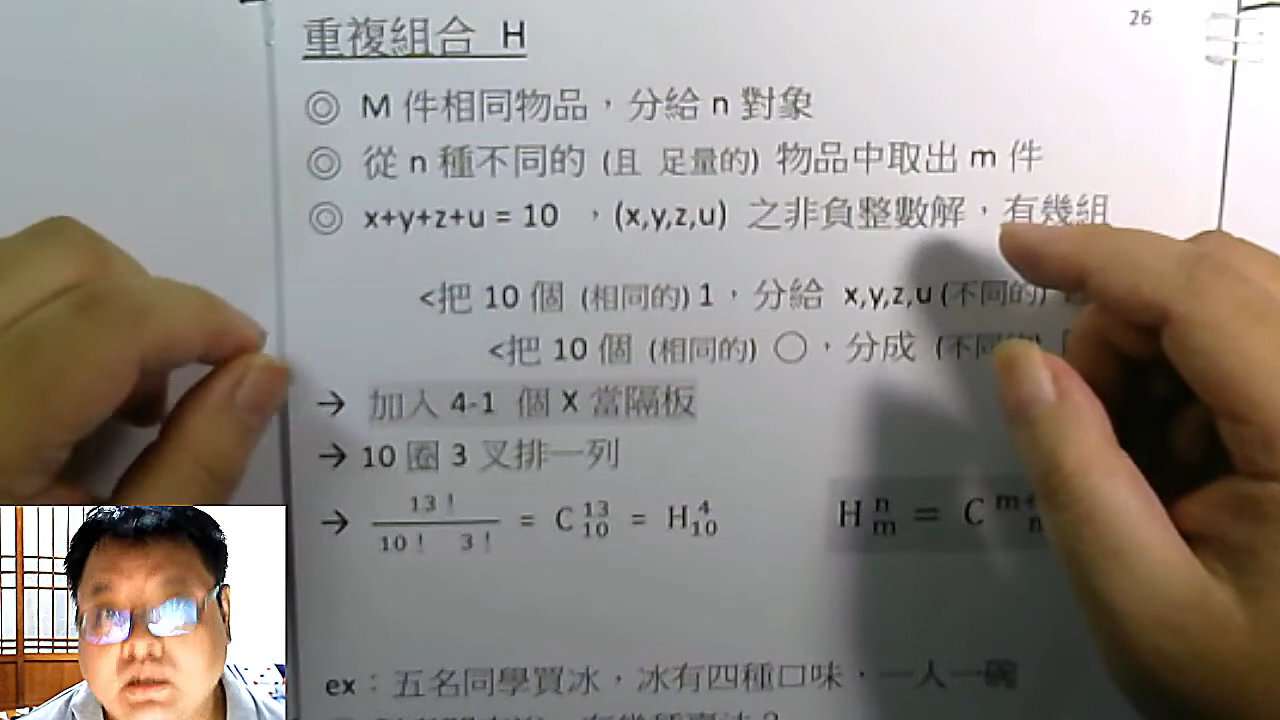 26
重複組合 H
◎ M 件相同物品，分給 n 對象
◎ 從 n 種不同的 (且 足量的) 物品中取出 m 件
◎ x+y+z+u = 10 ，(x,y,z,u) 之非負整數解，有幾組
<把 10 個 (相同的) 1，分給 x,y,z,u (不同的)
<把 10 個 (相同的) ○，分成
→ 加入 4-1 個 X 當隔板
→ 10 圈 3 叉排一列
→ 13！/ 10！ 3！ = C 13 10 = H 4 10
H n m = C
ex：五名同學買冰，冰有四種口味，一人一碗